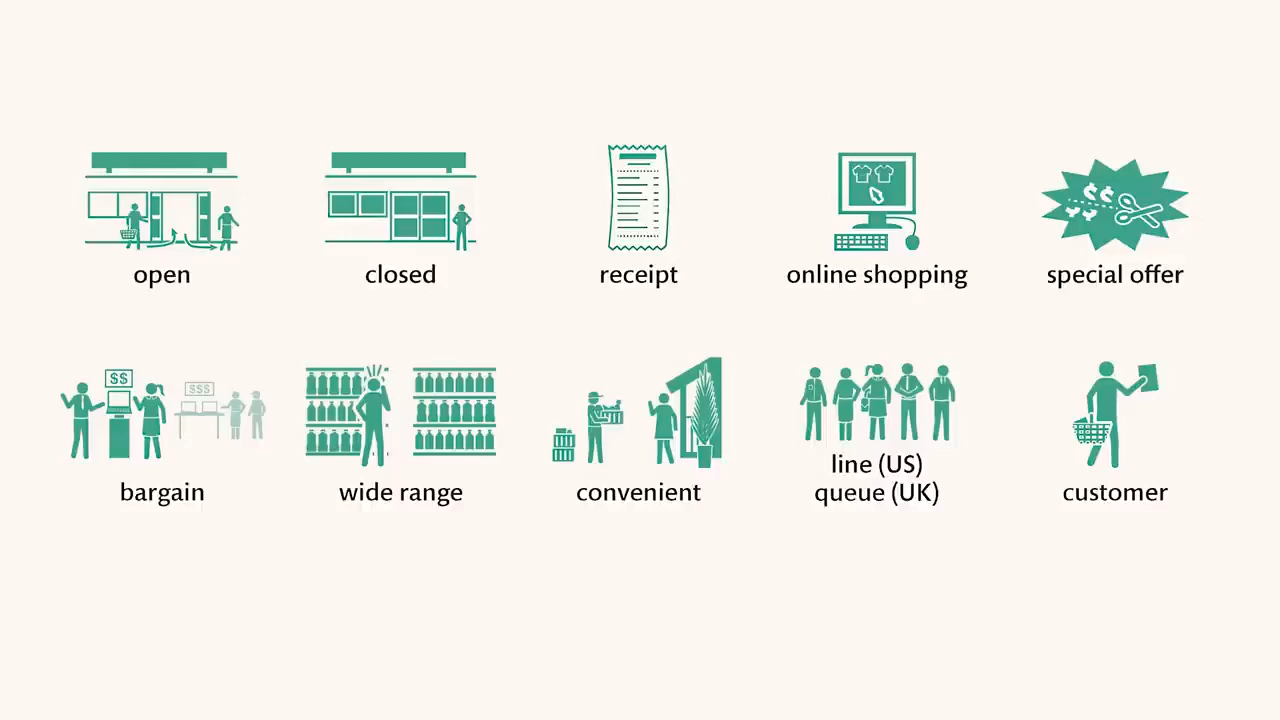 open
closed
receipt
online shopping
special offer
$$
$$$
bargain
wide range
convenient
line (US)
queue (UK)
customer